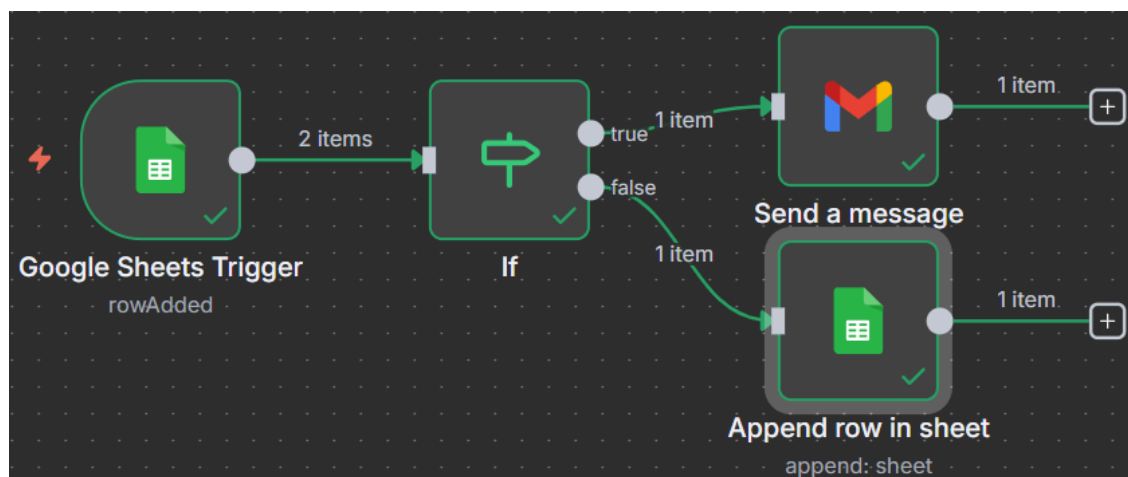 2 items
true
1 item
1 item
false
1 item
1 item
Google Sheets Trigger
rowAdded
If
Send a message
Append row in sheet
append: sheet